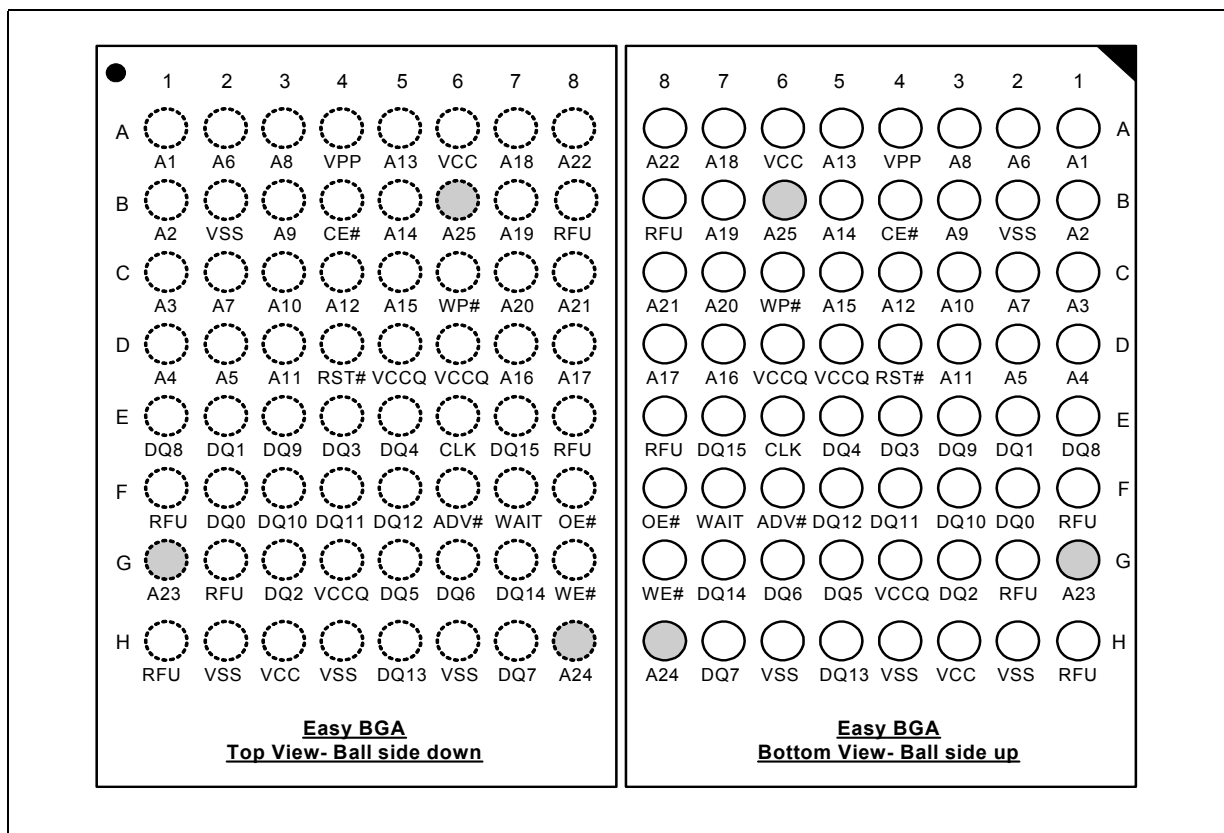 1 2 3 4 5 6 7 8
A
A1 A6 A8 VPP A13 VCC A18 A22
B
A2 VSS A9 CE# A14 A25 A19 RFU
C
A3 A7 A10 A12 A15 WP# A20 A21
D
A4 A5 A11 RST# VCCQ VCCQ A16 A17
E
DQ8 DQ1 DQ9 DQ3 DQ4 CLK DQ15 RFU
F
RFU DQ0 DQ10 DQ11 DQ12 ADV# WAIT OE#
G
A23 RFU DQ2 VCCQ DQ5 DQ6 DQ14 WE#
H
RFU VSS VCC VSS DQ13 VSS DQ7 A24
Easy BGA
Top View- Ball side down
8 7 6 5 4 3 2 1
A
A22 A18 VCC A13 VPP A8 A6 A1
B
RFU A19 A25 A14 CE# A9 VSS A2
C
A21 A20 WP# A15 A12 A10 A7 A3
D
A17 A16 VCCQ VCCQ RST# A11 A5 A4
E
RFU DQ15 CLK DQ4 DQ3 DQ9 DQ1 DQ8
F
OE# WAIT ADV# DQ12 DQ11 DQ10 DQ0 RFU
G
WE# DQ14 DQ6 DQ5 VCCQ DQ2 RFU A23
H
A24 DQ7 VSS DQ13 VSS VCC VSS RFU
Easy BGA
Bottom View- Ball side up